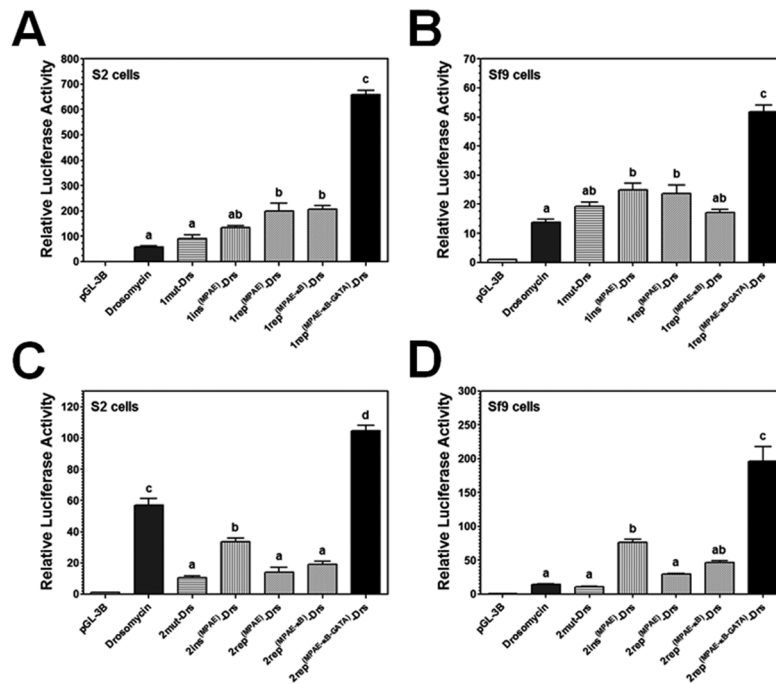 A
Relative Luciferase Activity
S2 cells
800
700
600
500
400
300
200
100
0
a
a
ab
b
b
c
pGL-3B
Drosomycin
1mut-Drs
1ins(MPAE)-Drs
1rep(MPAE)-Drs
1rep(MPAE-κB)-Drs
1rep(MPAE-κB-GATA)-Drs
B
Relative Luciferase Activity
Sf9 cells
70
60
50
40
30
20
10
0
a
ab
b
b
ab
c
pGL-3B
Drosomycin
1mut-Drs
1ins(MPAE)-Drs
1rep(MPAE)-Drs
1rep(MPAE-κB)-Drs
1rep(MPAE-κB-GATA)-Drs
C
Relative Luciferase Activity
S2 cells
120
100
80
60
40
20
0
c
a
b
a
a
d
pGL-3B
Drosomycin
2mut-Drs
2ins(MPAE)-Drs
2rep(MPAE)-Drs
2rep(MPAE-κB)-Drs
2rep(MPAE-κB-GATA)-Drs
D
Relative Luciferase Activity
Sf9 cells
300
250
200
150
100
50
0
a
a
b
a
ab
c
pGL-3B
Drosomycin
2mut-Drs
2ins(MPAE)-Drs
2rep(MPAE)-Drs
2rep(MPAE-κB)-Drs
2rep(MPAE-κB-GATA)-Drs